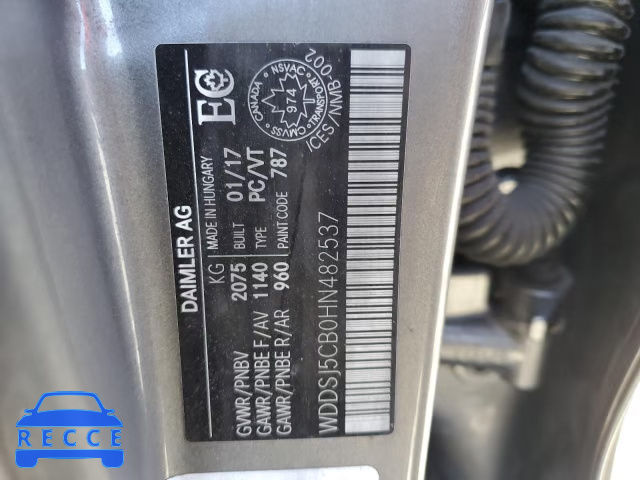 DAIMLER AG
KG MADE IN HUNGARY
GVWR/PNBV 2075 BUILT 01/17
GAWR/PNBE F/AV 1140 TYPE PC/VT
GAWR/PNBE R/AR 960 PAINT CODE 787
WDDSJ5CB0HN482537
EC
NSVAC
CANADA
974
TRANSPORT
CMVSS
ICES/NMB-002
RECCE